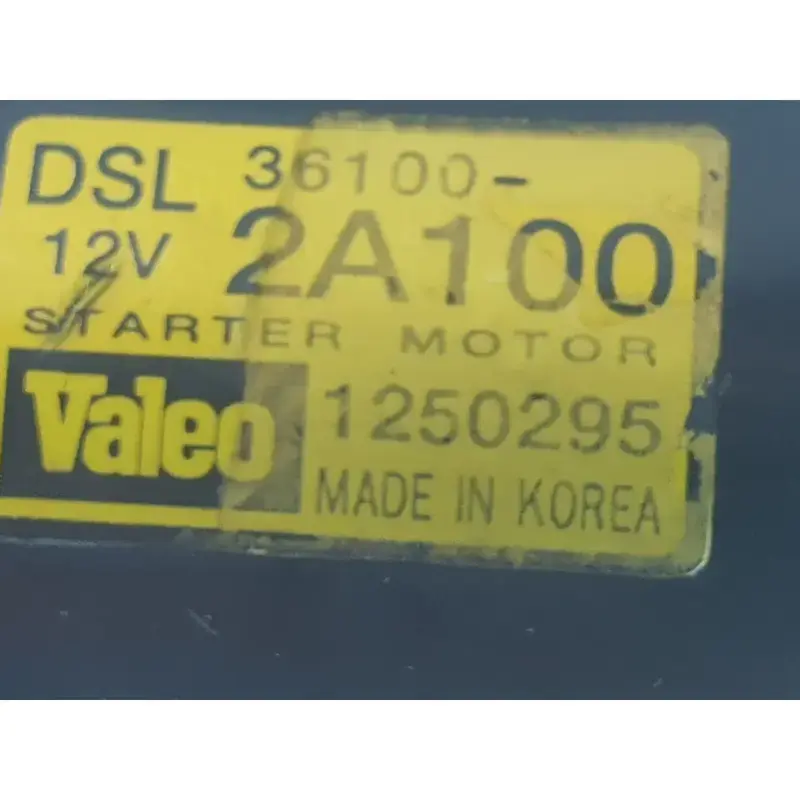 DSL 36100-
12V 2A100
STARTER MOTOR
Valeo 1250295
MADE IN KOREA